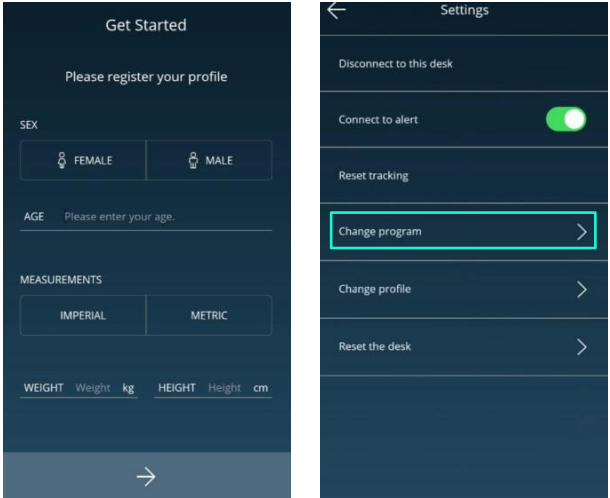 Get Started
Please register your profile
SEX
FEMALE MALE
AGE Please enter your age.
MEASUREMENTS
IMPERIAL METRIC
WEIGHT Weight kg HEIGHT Height cm
Settings
Disconnect to this desk
Connect to alert
Reset tracking
Change program
Change profile
Reset the desk